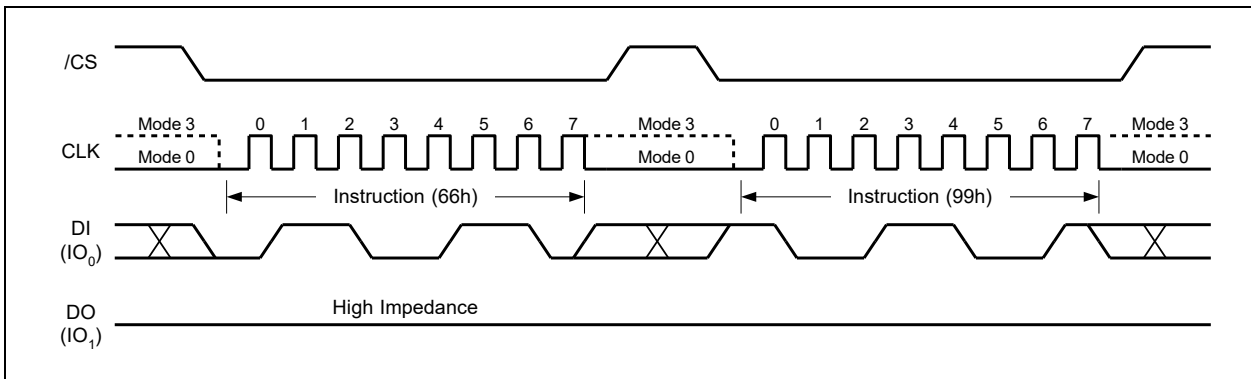 /CS
Mode 3 0 1 2 3 4 5 6 7 Mode 3 0 1 2 3 4 5 6 7 Mode 3
CLK
Mode 0 Mode 0 Mode 0
Instruction (66h) Instruction (99h)
DI
(IO0)
High Impedance
DO
(IO1)